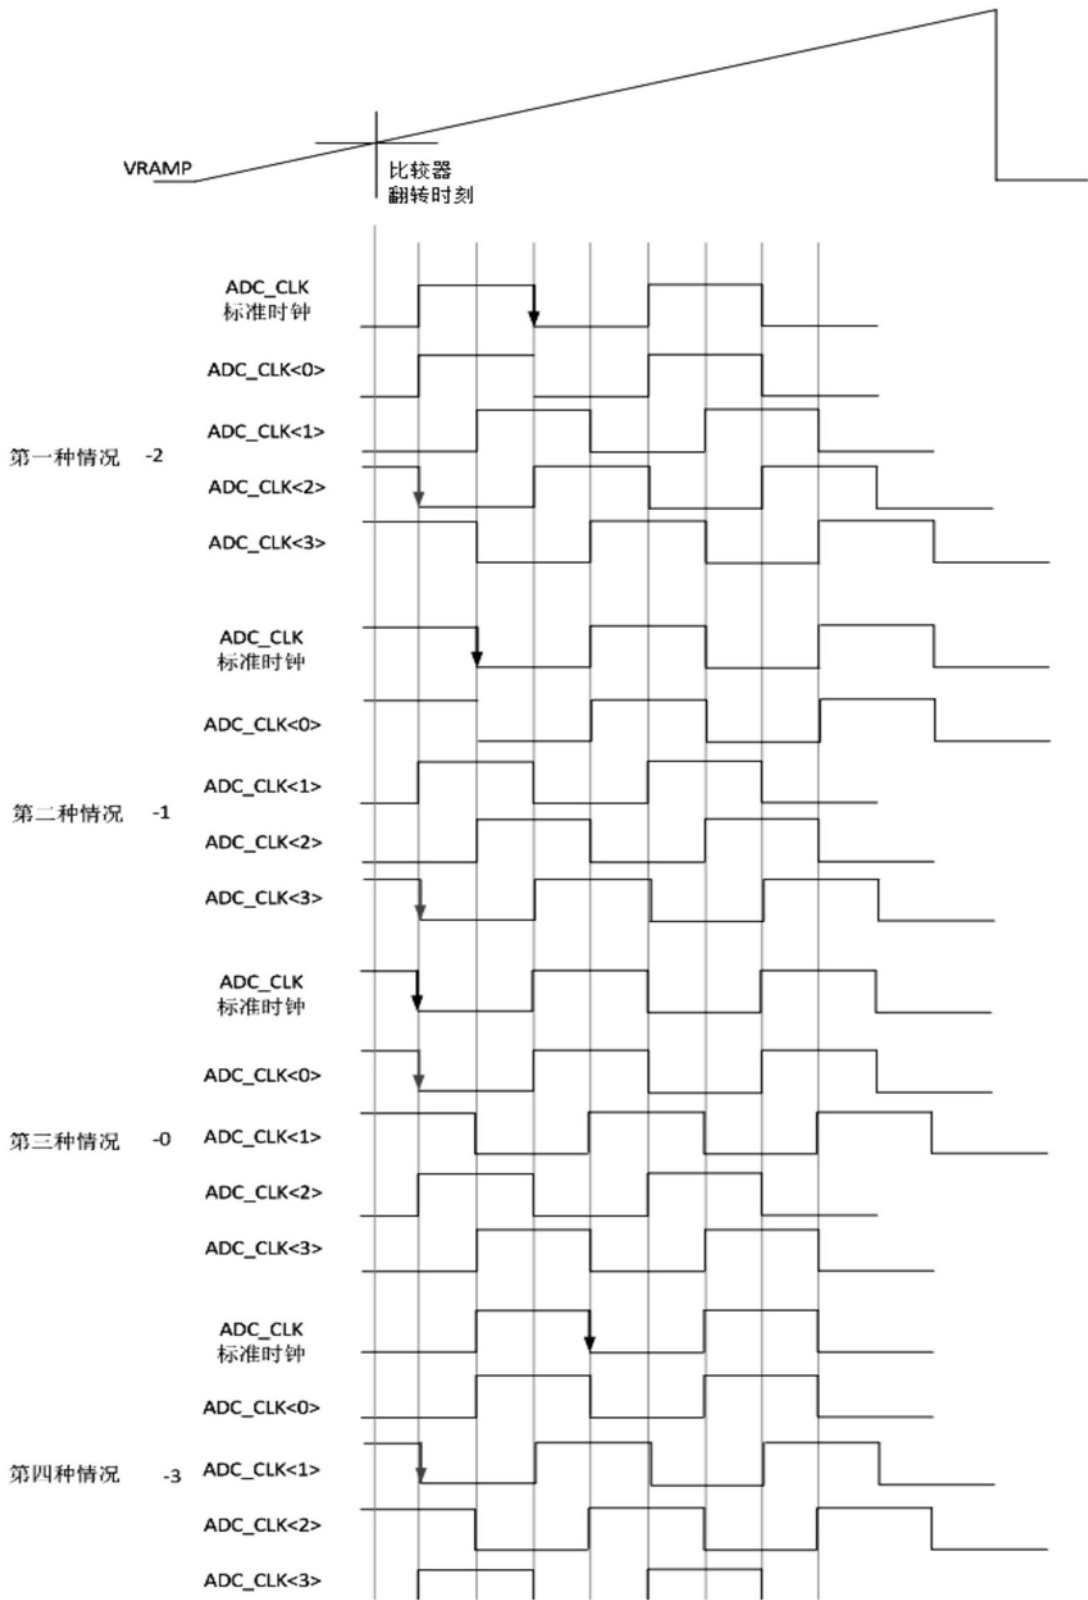 VRAMP
比较器
翻转时刻
ADC_CLK
标准时钟
ADC_CLK<0>
ADC_CLK<1>
第一种情况 -2
ADC_CLK<2>
ADC_CLK<3>
ADC_CLK
标准时钟
ADC_CLK<0>
ADC_CLK<1>
第二种情况 -1
ADC_CLK<2>
ADC_CLK<3>
ADC_CLK
标准时钟
ADC_CLK<0>
第三种情况 -0 ADC_CLK<1>
ADC_CLK<2>
ADC_CLK<3>
ADC_CLK
标准时钟
ADC_CLK<0>
第四种情况 -3 ADC_CLK<1>
ADC_CLK<2>
ADC_CLK<3>